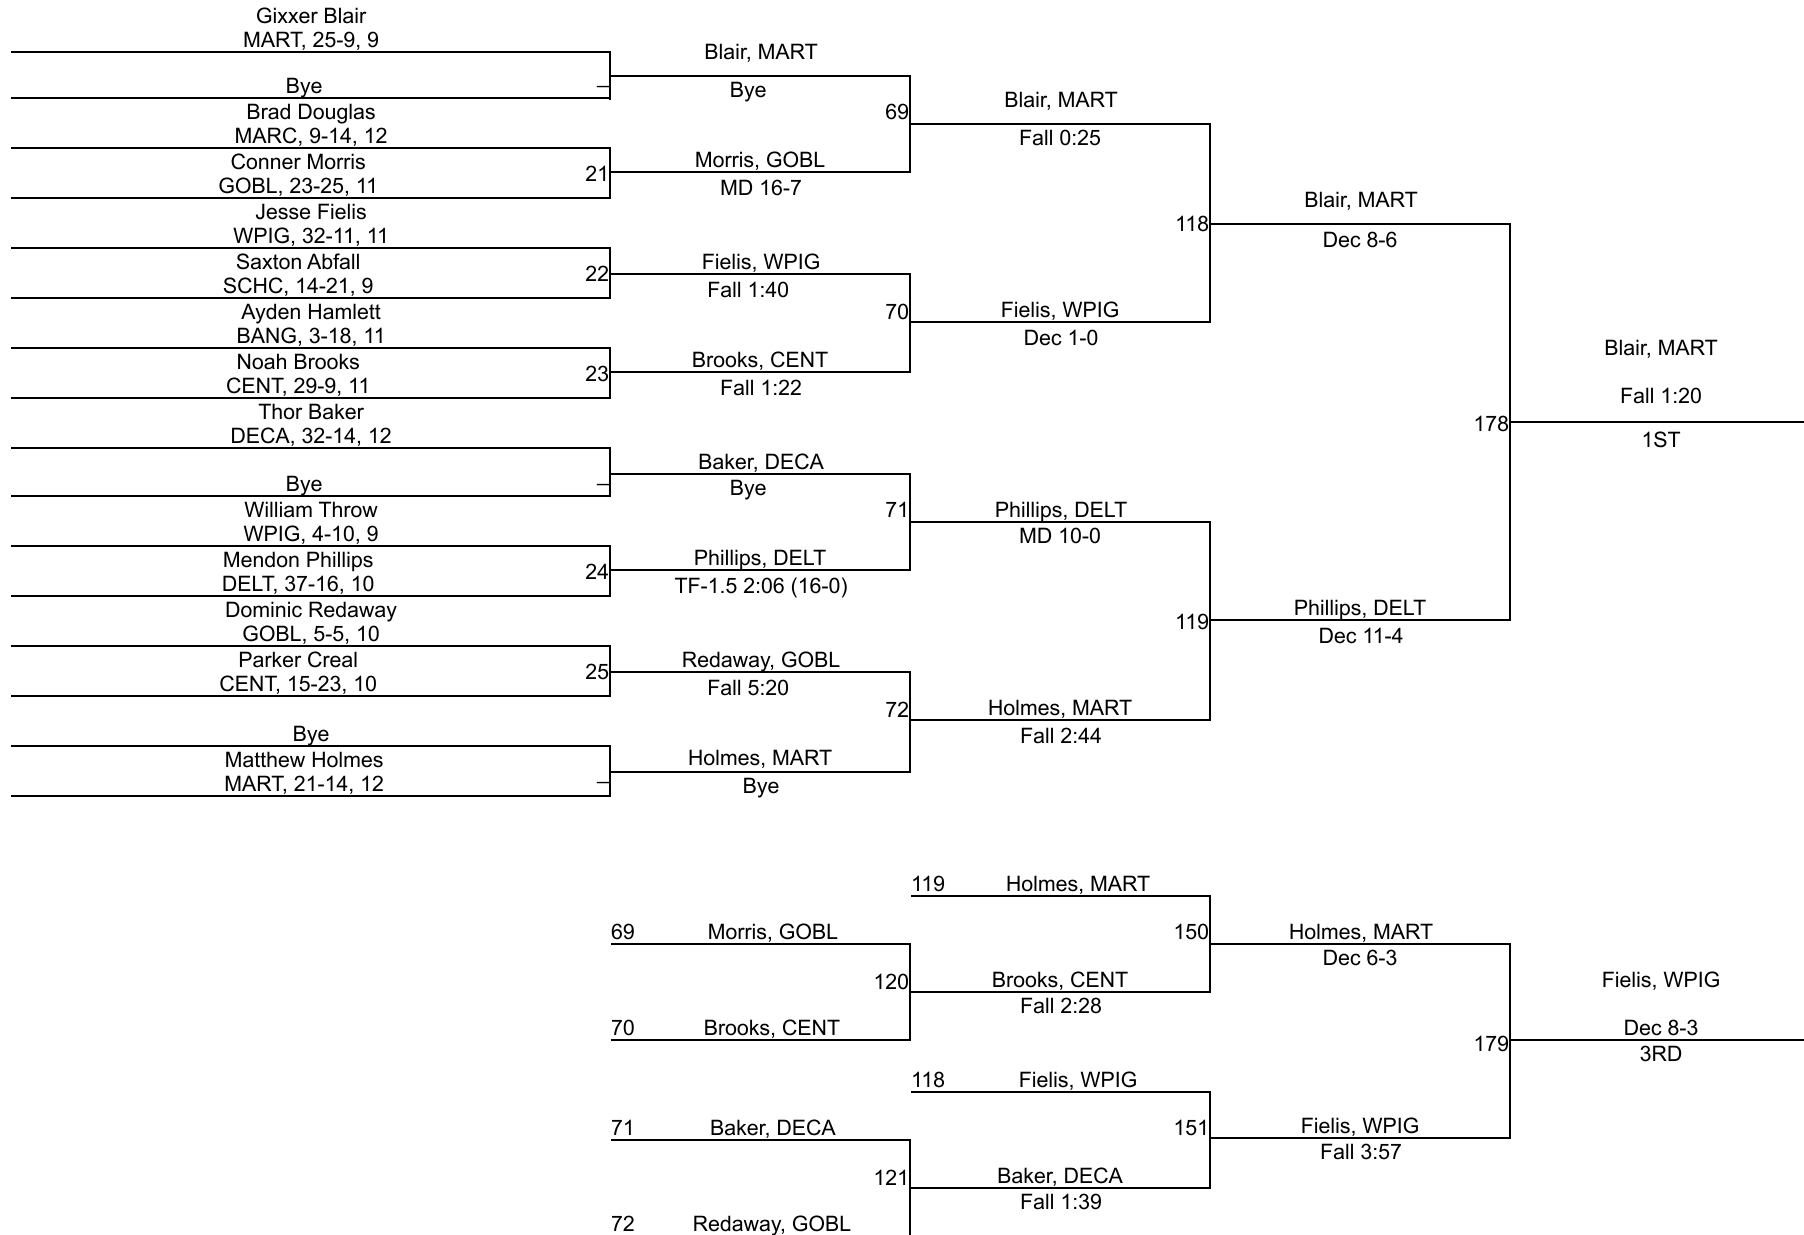 Gixxer Blair
MART, 25-9, 9
Bye
–
Brad Douglas
MARC, 9-14, 12
Conner Morris
GOBL, 23-25, 11
21
Jesse Fielis
WPIG, 32-11, 11
Saxton Abfall
SCHC, 14-21, 9
22
Ayden Hamlett
BANG, 3-18, 11
Noah Brooks
CENT, 29-9, 11
23
Thor Baker
DECA, 32-14, 12
Bye
–
William Throw
WPIG, 4-10, 9
Mendon Phillips
DELT, 37-16, 10
24
Dominic Redaway
GOBL, 5-5, 10
Parker Creal
CENT, 15-23, 10
25
Bye
Matthew Holmes
MART, 21-14, 12
–
Blair, MART
Bye
69
Morris, GOBL
MD 16-7
Fielis, WPIG
Fall 1:40
70
Brooks, CENT
Fall 1:22
Baker, DECA
Bye
71
Phillips, DELT
TF-1.5 2:06 (16-0)
Redaway, GOBL
Fall 5:20
72
Holmes, MART
Bye
Blair, MART
Fall 0:25
118
Fielis, WPIG
Dec 1-0
Phillips, DELT
MD 10-0
119
Holmes, MART
Fall 2:44
Blair, MART
Dec 8-6
178
Phillips, DELT
Dec 11-4
Blair, MART
Fall 1:20
1ST
119 Holmes, MART
69 Morris, GOBL
150
120
Brooks, CENT
Fall 2:28
70 Brooks, CENT
118 Fielis, WPIG
71 Baker, DECA
151
121
Baker, DECA
Fall 1:39
72 Redaway, GOBL
Holmes, MART
Dec 6-3
179
Fielis, WPIG
Fall 3:57
Fielis, WPIG
Dec 8-3
3RD